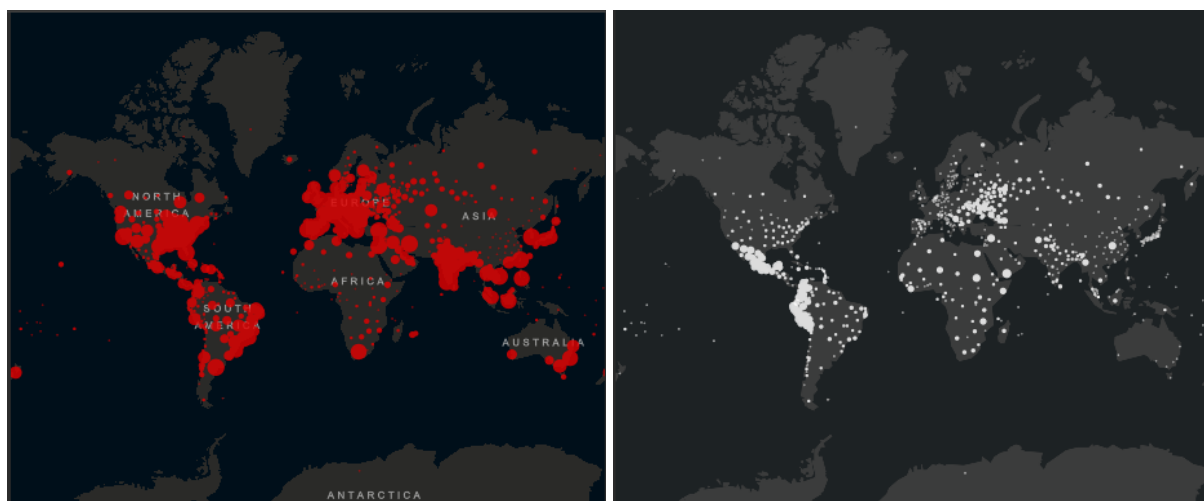 NORTH
AMERICA
EUROPE
ASIA
AFRICA
SOUTH
AMERICA
AUSTRALIA
ANTARCTICA